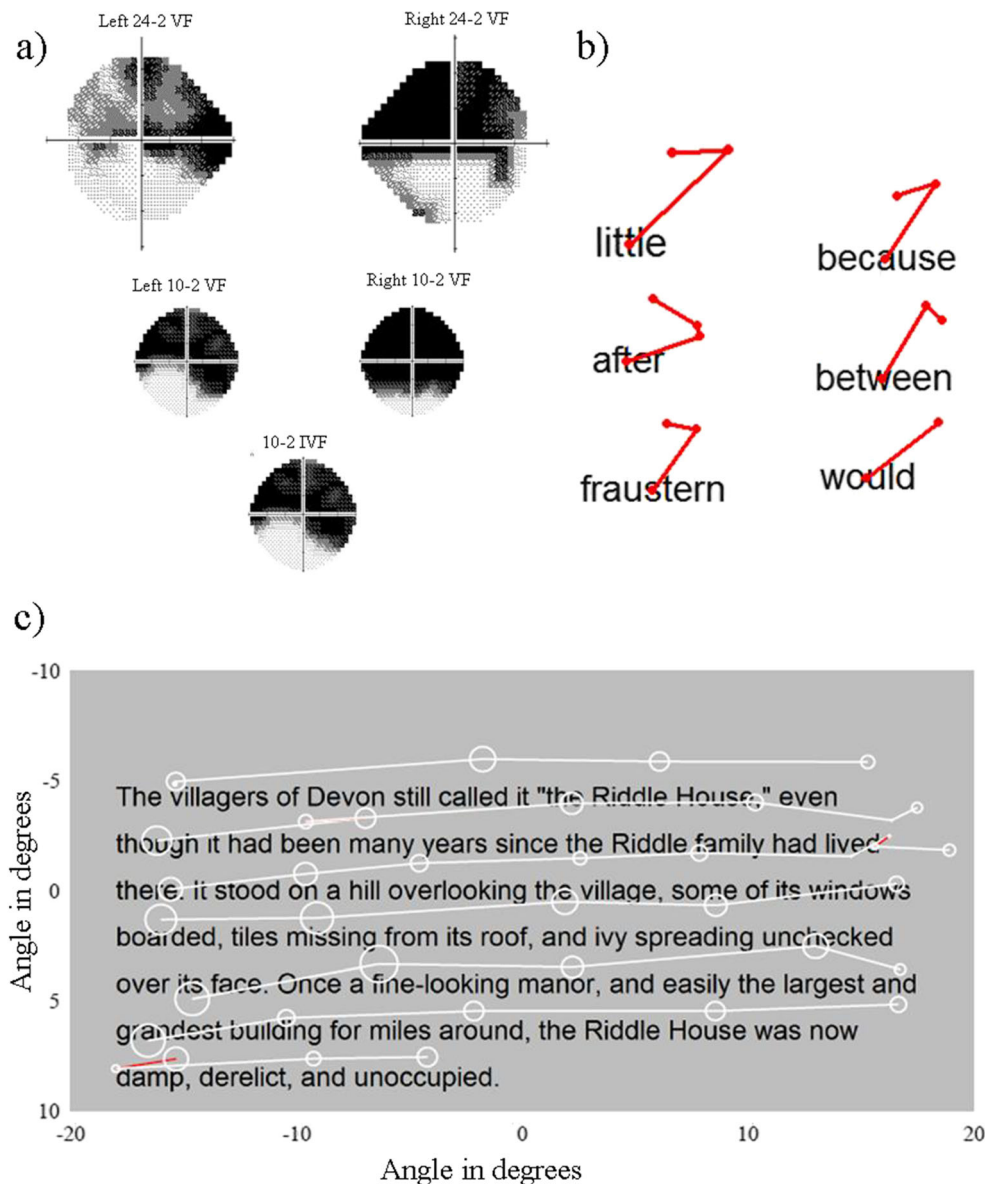 a)
Left 24-2 VF
Right 24-2 VF
Left 10-2 VF
Right 10-2 VF
10-2 IVF
b)
little
because
after
between
fraustern
would
c)
-10
-5
0
5
10
Angle in degrees
The villagers of Devon still called it "the Riddle House," even
though it had been many years since the Riddle family had lived
there. It stood on a hill overlooking the village, some of its windows
boarded, tiles missing from its roof, and ivy spreading unchecked
over its face. Once a fine-looking manor, and easily the largest and
grandest building for miles around, the Riddle House was now
damp, derelict, and unoccupied.
-20
-10
0
10
20
Angle in degrees